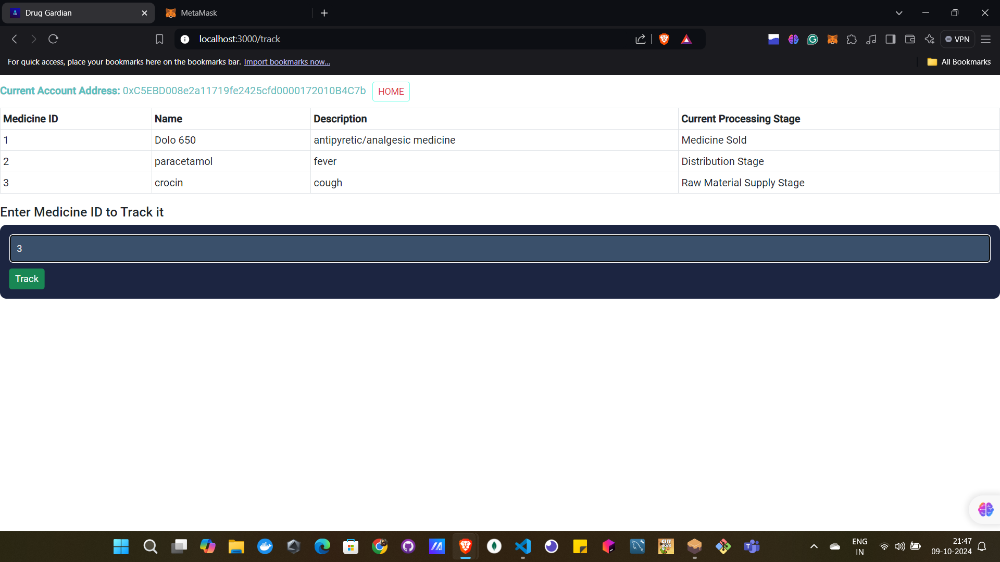 Drug Gardian
MetaMask
localhost:3000/track
VPN
For quick access, place your bookmarks here on the bookmarks bar. Import bookmarks now...
All Bookmarks
Current Account Address: 0xC5EBD008e2a11719fe2425cfd0000172010B4C7b HOME
Medicine ID Name Description Current Processing Stage
1 Dolo 650 antipyretic/analgesic medicine Medicine Sold
2 paracetamol fever Distribution Stage
3 crocin cough Raw Material Supply Stage
Enter Medicine ID to Track it
3
Track
ENG
IN
21:47
09-10-2024